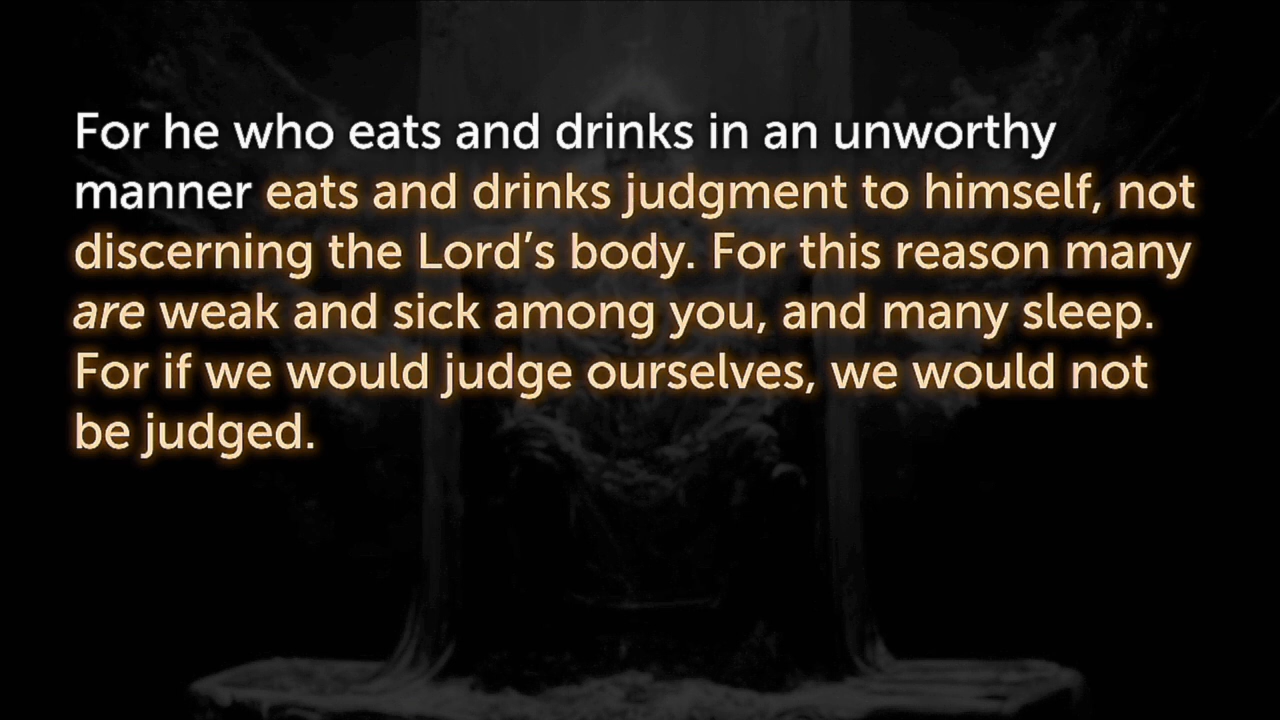 For he who eats and drinks in an unworthy
manner eats and drinks judgment to himself, not
discerning the Lord’s body. For this reason many
are weak and sick among you, and many sleep.
For if we would judge ourselves, we would not
be judged.